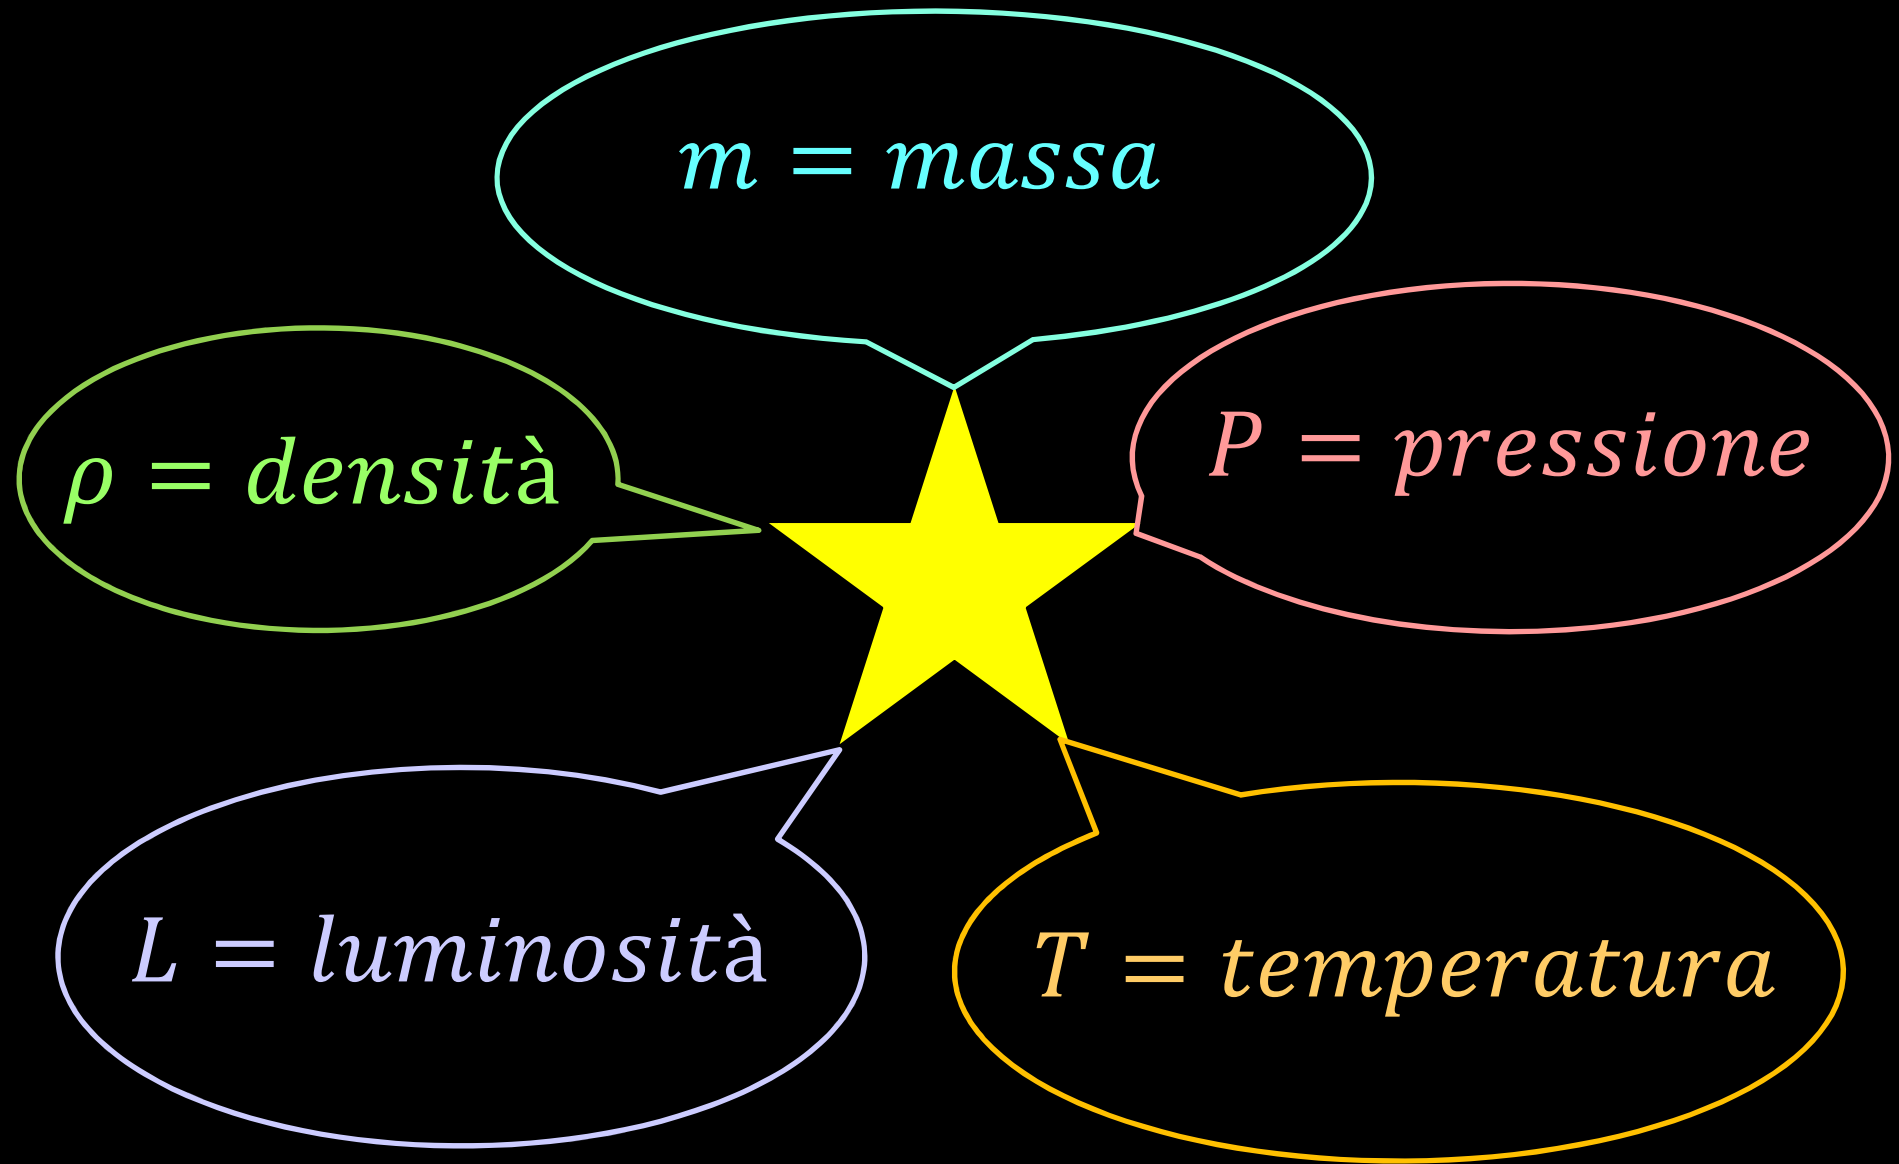 m = massa
P = pressione
ρ = densità
L = luminosità
T = temperatura